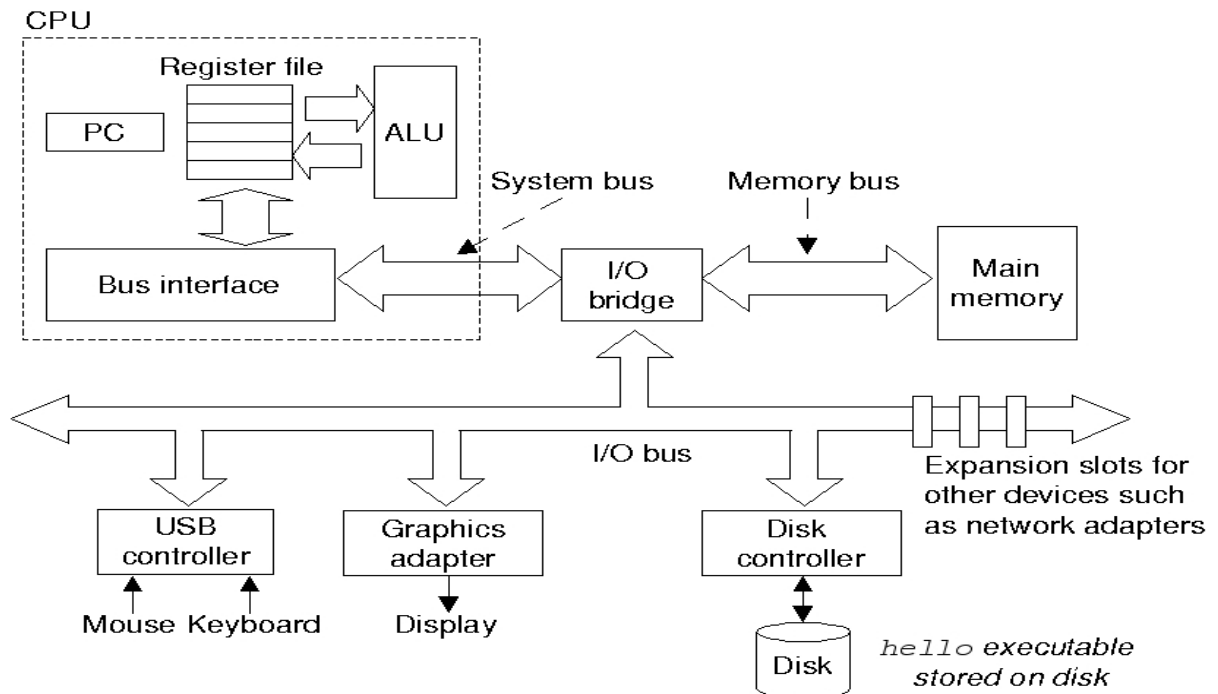 CPU
Register file
PC
ALU
System bus
Memory bus
Bus interface
I/O
bridge
Main
memory
I/O bus
Expansion slots for
other devices such
as network adapters
USB
controller
Graphics
adapter
Disk
controller
Mouse Keyboard
Display
Disk
hello executable
stored on disk